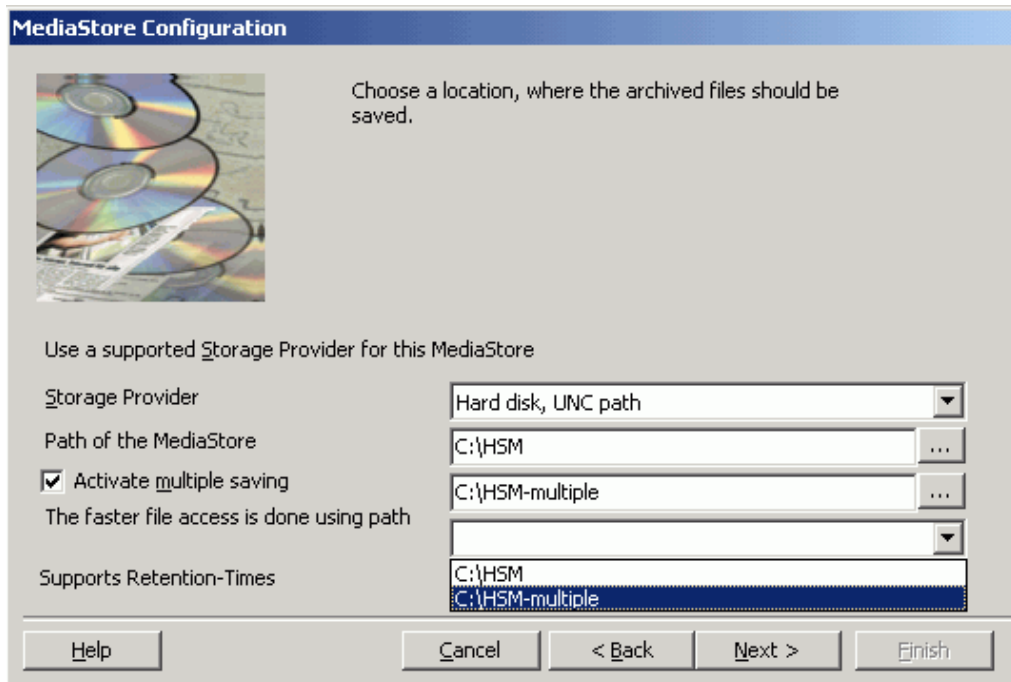 MediaStore Configuration
Choose a location, where the archived files should be
saved.
Use a supported Storage Provider for this MediaStore
Storage Provider
Hard disk, UNC path
Path of the MediaStore
C:\HSM
...
Activate multiple saving
C:\HSM-multiple
...
The faster file access is done using path
C:\HSM
C:\HSM-multiple
Supports Retention-Times
Help
Cancel
< Back
Next >
Finish